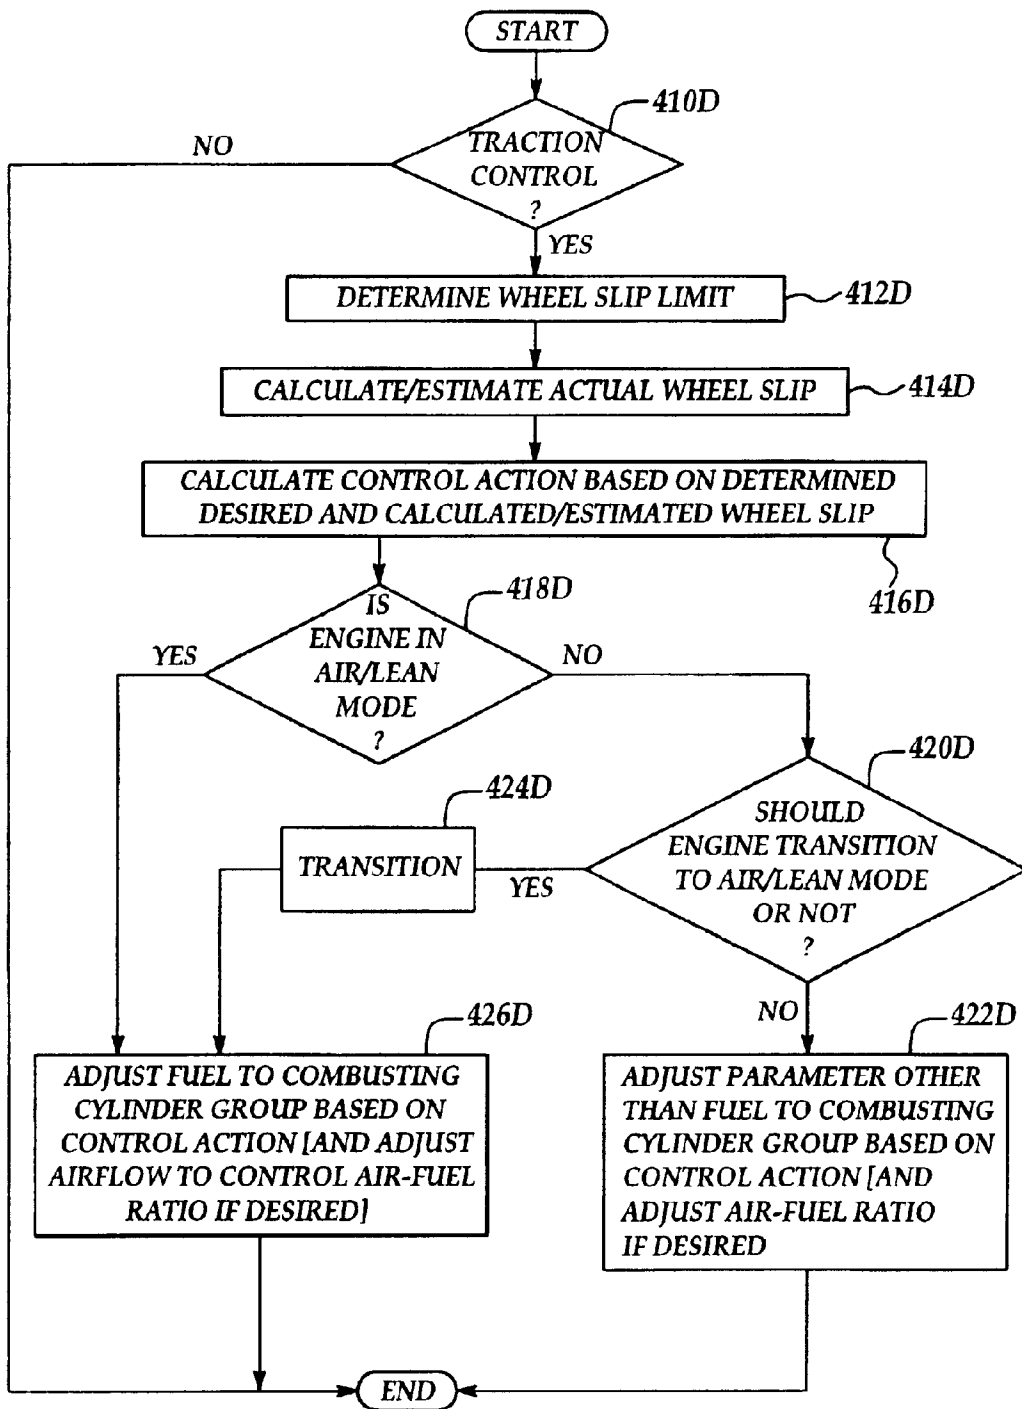 START
410D
TRACTION
CONTROL
?
NO
YES
DETERMINE WHEEL SLIP LIMIT
412D
CALCULATE/ESTIMATE ACTUAL WHEEL SLIP
414D
CALCULATE CONTROL ACTION BASED ON DETERMINED
DESIRED AND CALCULATED/ESTIMATED WHEEL SLIP
416D
418D
IS
ENGINE IN
AIR/LEAN
MODE
?
YES
NO
420D
SHOULD
ENGINE TRANSITION
TO AIR/LEAN MODE
OR NOT
?
424D
TRANSITION
YES
NO
426D
ADJUST FUEL TO COMBUSTING
CYLINDER GROUP BASED ON
CONTROL ACTION [AND ADJUST
AIRFLOW TO CONTROL AIR-FUEL
RATIO IF DESIRED]
422D
ADJUST PARAMETER OTHER
THAN FUEL TO COMBUSTING
CYLINDER GROUP BASED ON
CONTROL ACTION [AND
ADJUST AIR-FUEL RATIO
IF DESIRED
END